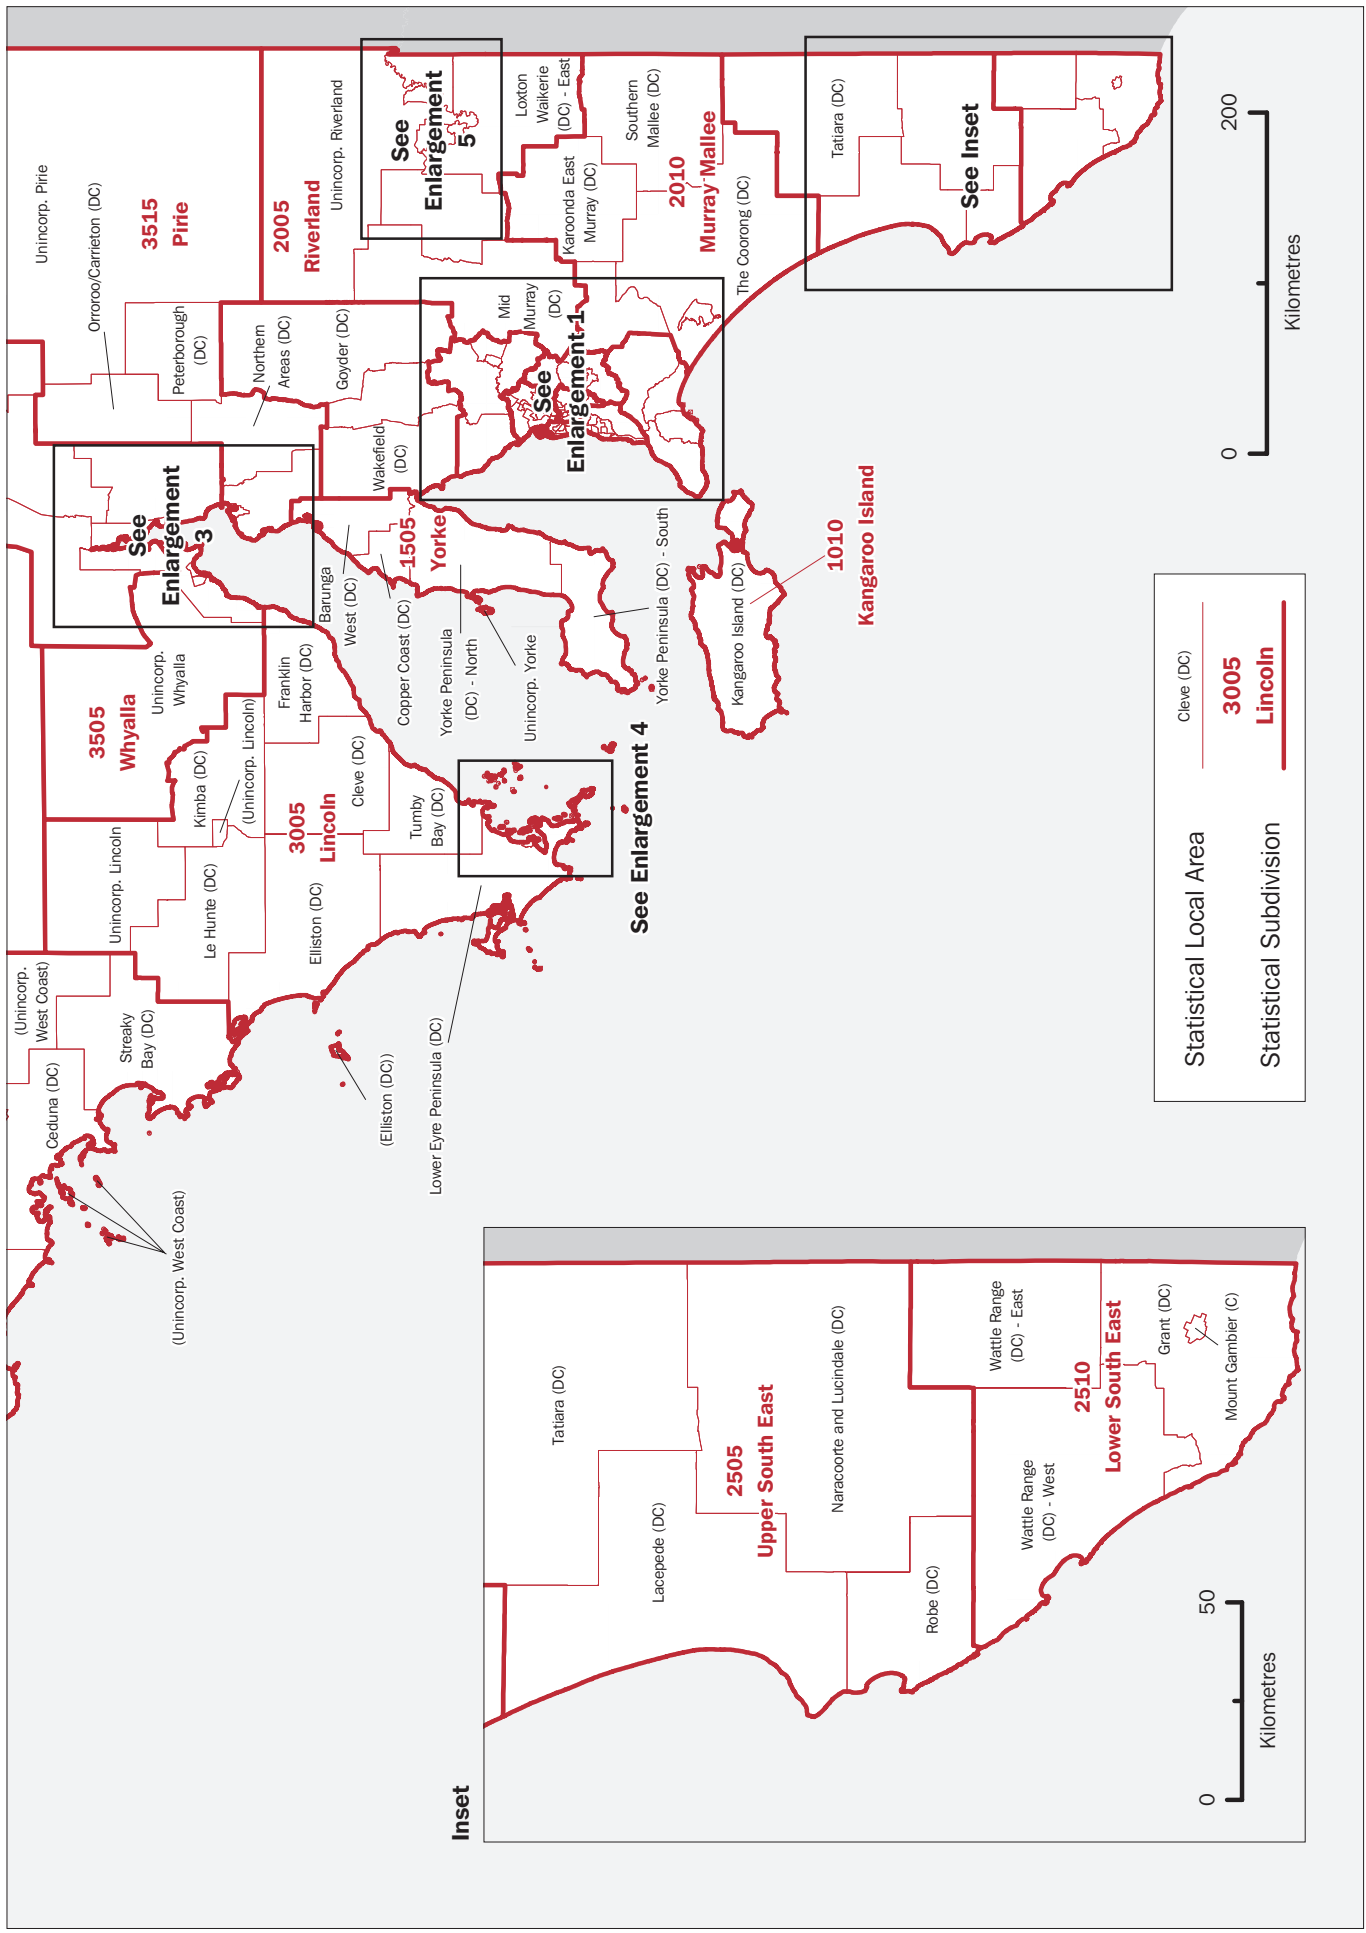 (Unincorp.
West Coast)
Ceduna (DC)
Streaky
Bay (DC)
(Unincorp. West Coast)
Unincorp. Lincoln
Le Hunte (DC)
Kimba (DC)
(Unincorp. Lincoln)
3505
Whyalla
Unincorp.
Whyalla
3005
Lincoln
Elliston (DC)
Cleve (DC)
Franklin
Harbor (DC)
Tumby
Bay (DC)
(Elliston (DC))
Lower Eyre Peninsula (DC)
See Enlargement 4
See
Enlargement
3
Unincorp. Pirie
Orroroo/Carrieton (DC)
3515
Pirie
Peterborough
(DC)
Northern
Areas (DC)
Goyder (DC)
Wakefield
(DC)
Barunga
West (DC)
Copper Coast (DC)
1505
Yorke
Yorke Peninsula
(DC) - North
Unincorp. Yorke
Yorke Peninsula (DC) - South
Kangaroo Island (DC)
1010
Kangaroo Island
2005
Riverland
Unincorp. Riverland
See
Enlargement
5
Loxton
Waikerie
(DC) - East
Karoonda East
Murray (DC)
Southern
Mallee (DC)
2010
Murray Mallee
The Coorong (DC)
Mid
Murray
(DC)
See
Enlargement 1
Tatiara (DC)
See Inset
0
200
Kilometres
Cleve (DC)
3005
Lincoln
Statistical Local Area
Statistical Subdivision
Inset
Tatiara (DC)
Lacepede (DC)
2505
Upper South East
Naracoorte and Lucindale (DC)
Robe (DC)
Wattle Range
(DC) - East
Wattle Range
(DC) - West
2510
Lower South East
Grant (DC)
Mount Gambier (C)
0
50
Kilometres